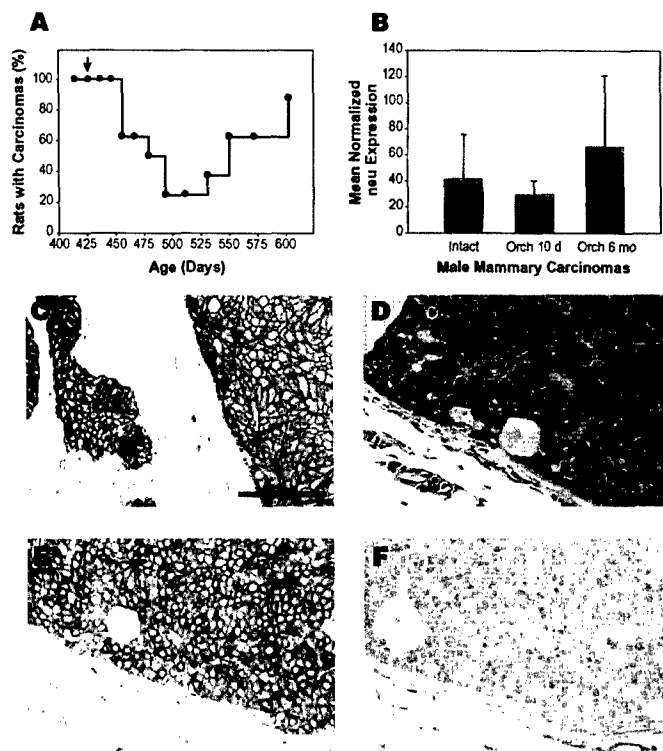 A
Rats with Carcinomas (%)
100
80
60
40
20
0
400 425 450 475 500 525 550 575 600
Age (Days)
B
Mean Normalized
neu Expression
140
120
100
80
60
40
20
0
Intact Orch 10 d Orch 6 mo
Male Mammary Carcinomas
C
D
E
F